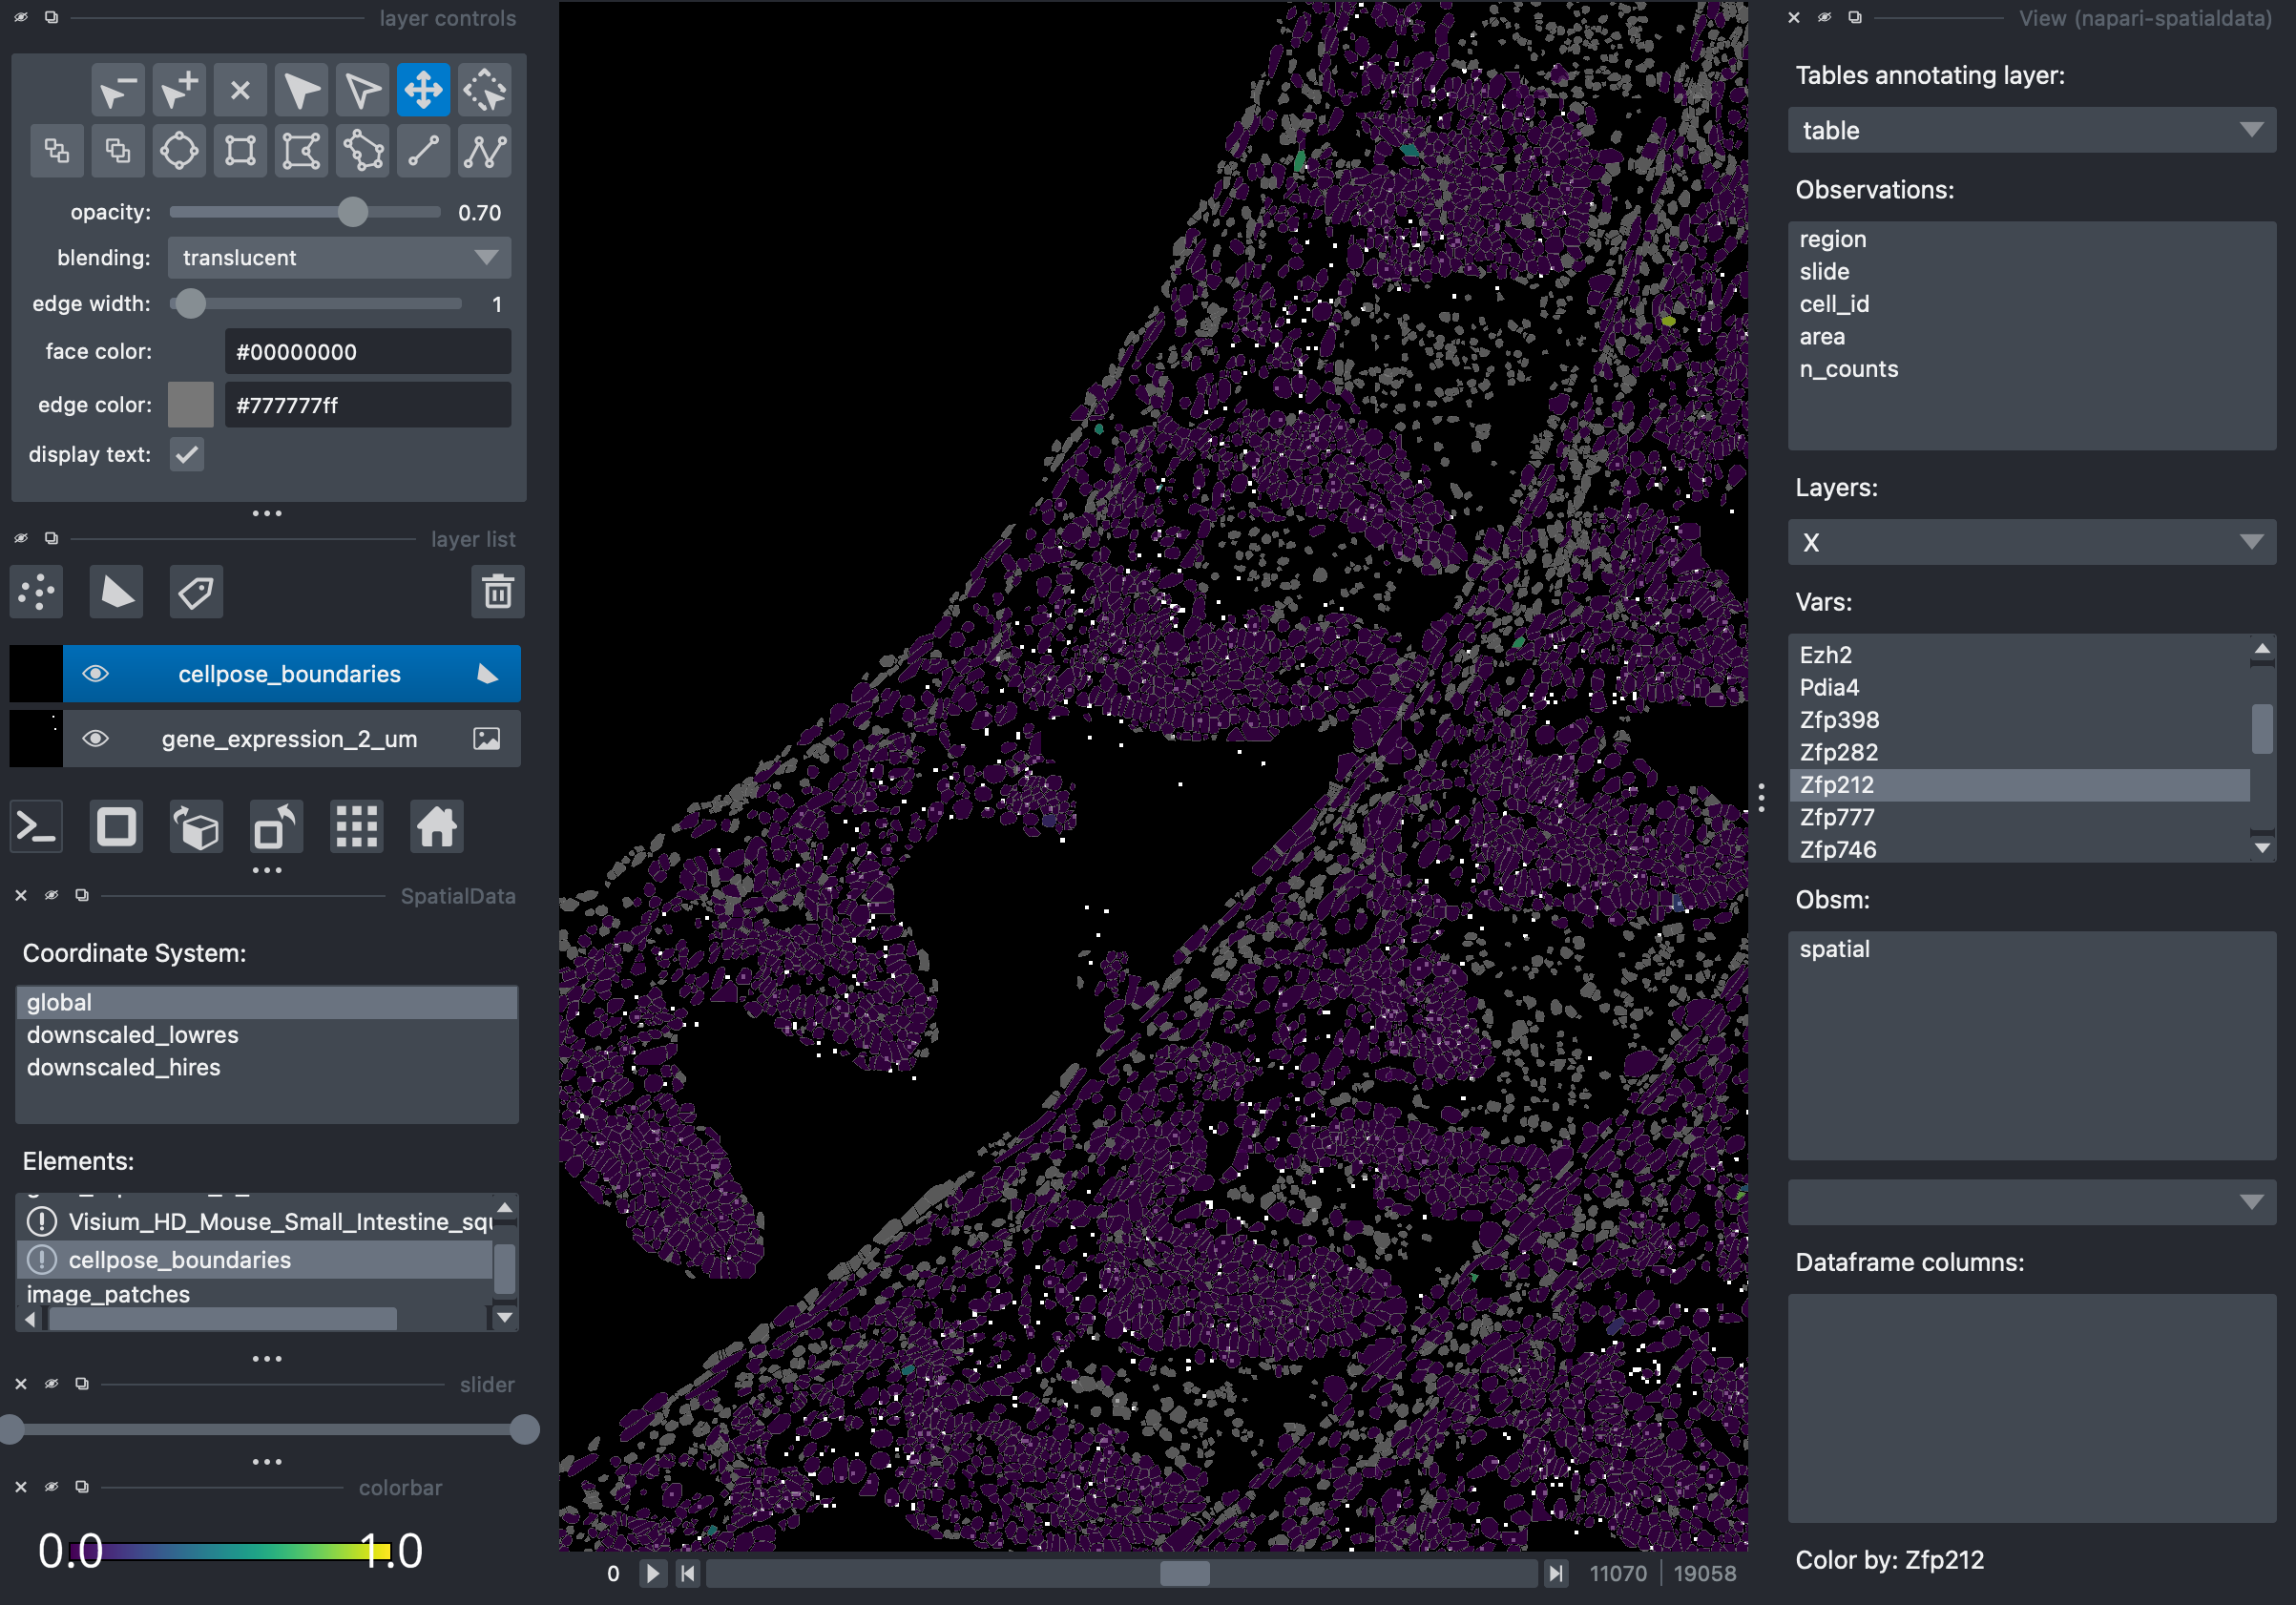 layer controls
opacity: 0.70
blending: translucent
edge width: 1
face color: #00000000
edge color: #777777ff
display text:
layer list
cellpose_boundaries
gene_expression_2_um
SpatialData
Coordinate System:
global
downscaled_lowres
downscaled_hires
Elements:
Visium_HD_Mouse_Small_Intestine_squ
cellpose_boundaries
image_patches
slider
colorbar
0.0 1.0
0 11070 19058
View (napari-spatialdata)
Tables annotating layer:
table
Observations:
region
slide
cell_id
area
n_counts
Layers:
X
Vars:
Ezh2
Pdia4
Zfp398
Zfp282
Zfp212
Zfp777
Zfp746
Obsm:
spatial
Dataframe columns:
Color by: Zfp212